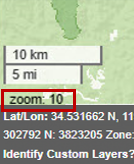 10 km
5 mi
zoom: 10
Lat/Lon: 34.531662 N, 11
302792 N: 3823205 Zone:
Identify Custom Layers?